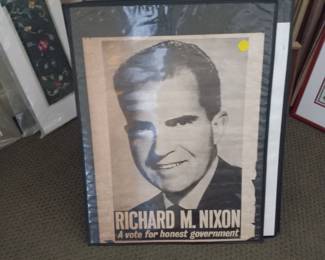 RICHARD M. NIXON
A vote for honest government